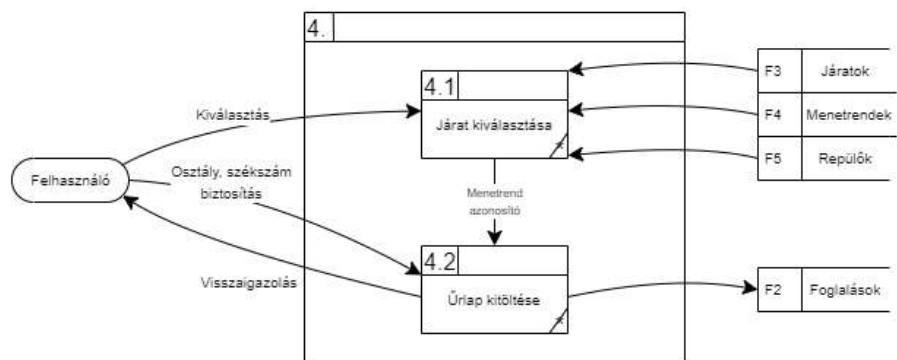 4.
4.1
Járat kiválasztása
*
F3 Járatok
F4 Menetrendek
F5 Repülők
Kiválasztás
Felhasználó
Osztály, székszám
biztosítás
Menetrend
azonosító
4.2
Űrlap kitöltése
*
Visszaigazolás
F2 Foglalások